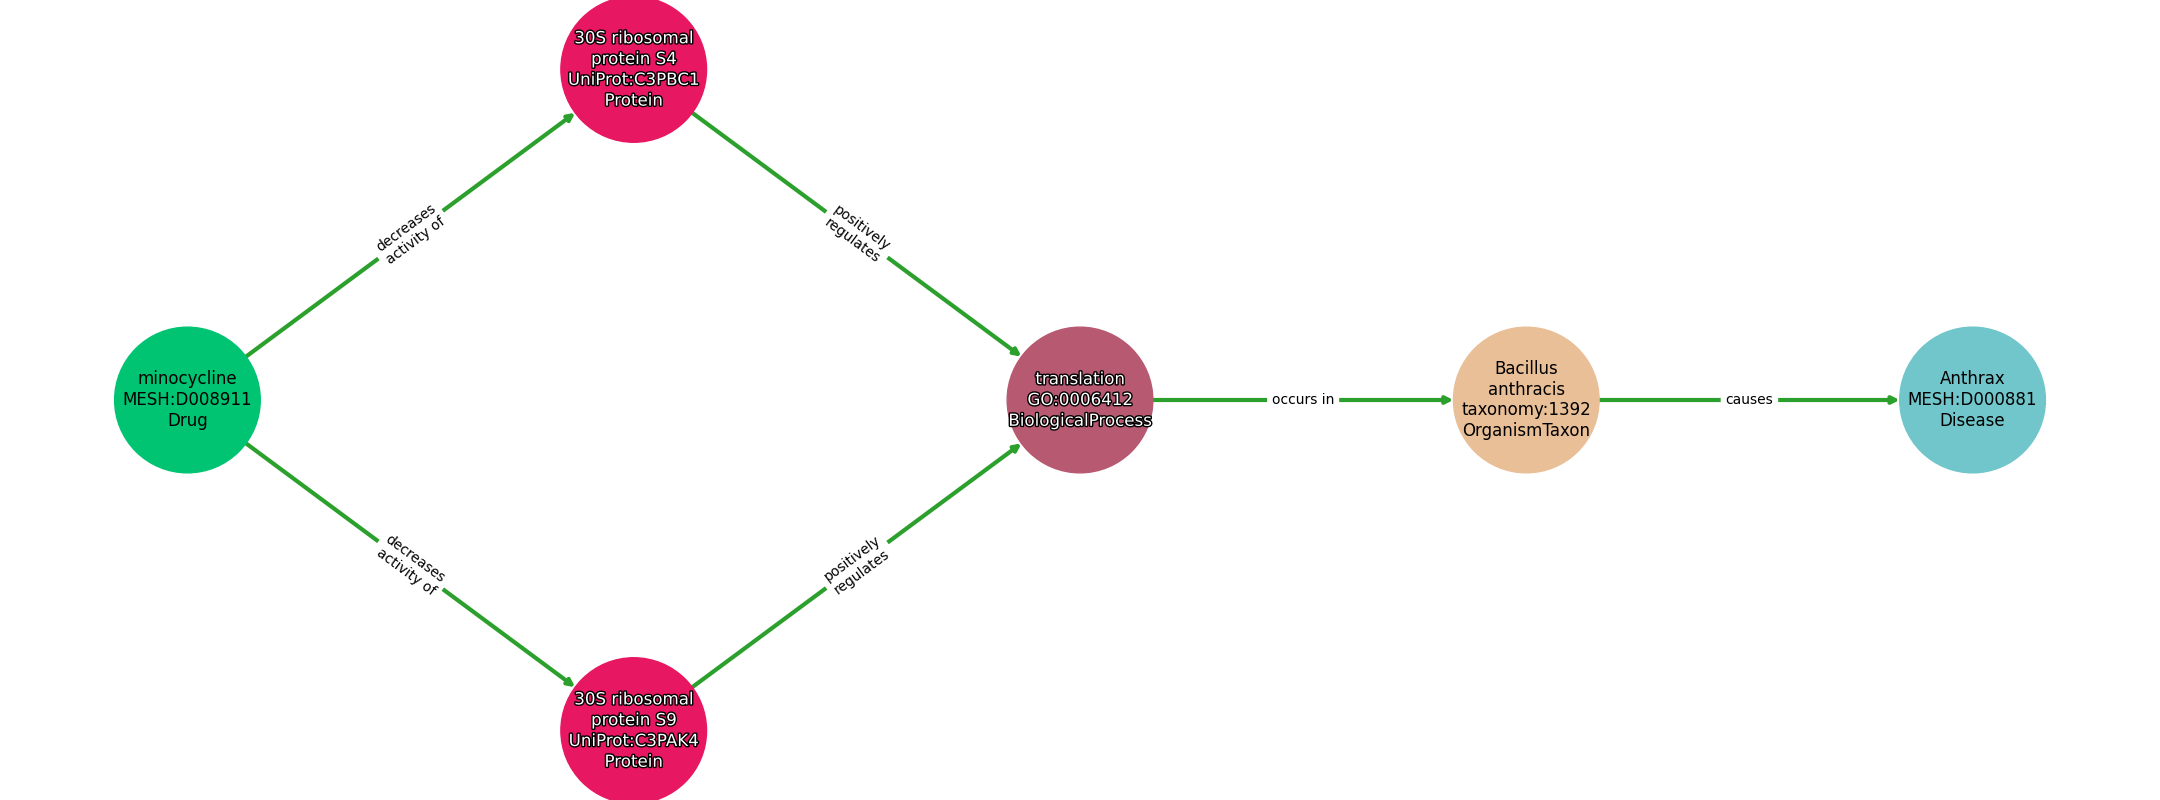 30S ribosomal
protein S4
UniProt:C3PBC1
Protein
decreases
activity of
positively
regulates
minocycline
MESH:D008911
Drug
translation
GO:0006412
BiologicalProcess
occurs in
Bacillus
anthracis
taxonomy:1392
OrganismTaxon
causes
Anthrax
MESH:D000881
Disease
decreases
activity of
positively
regulates
30S ribosomal
protein S9
UniProt:C3PAK4
Protein